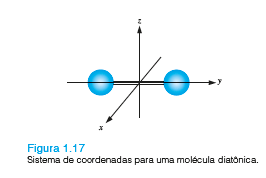 z
y
x
Figura 1.17
Sistema de coordenadas para uma molécula diatônica.